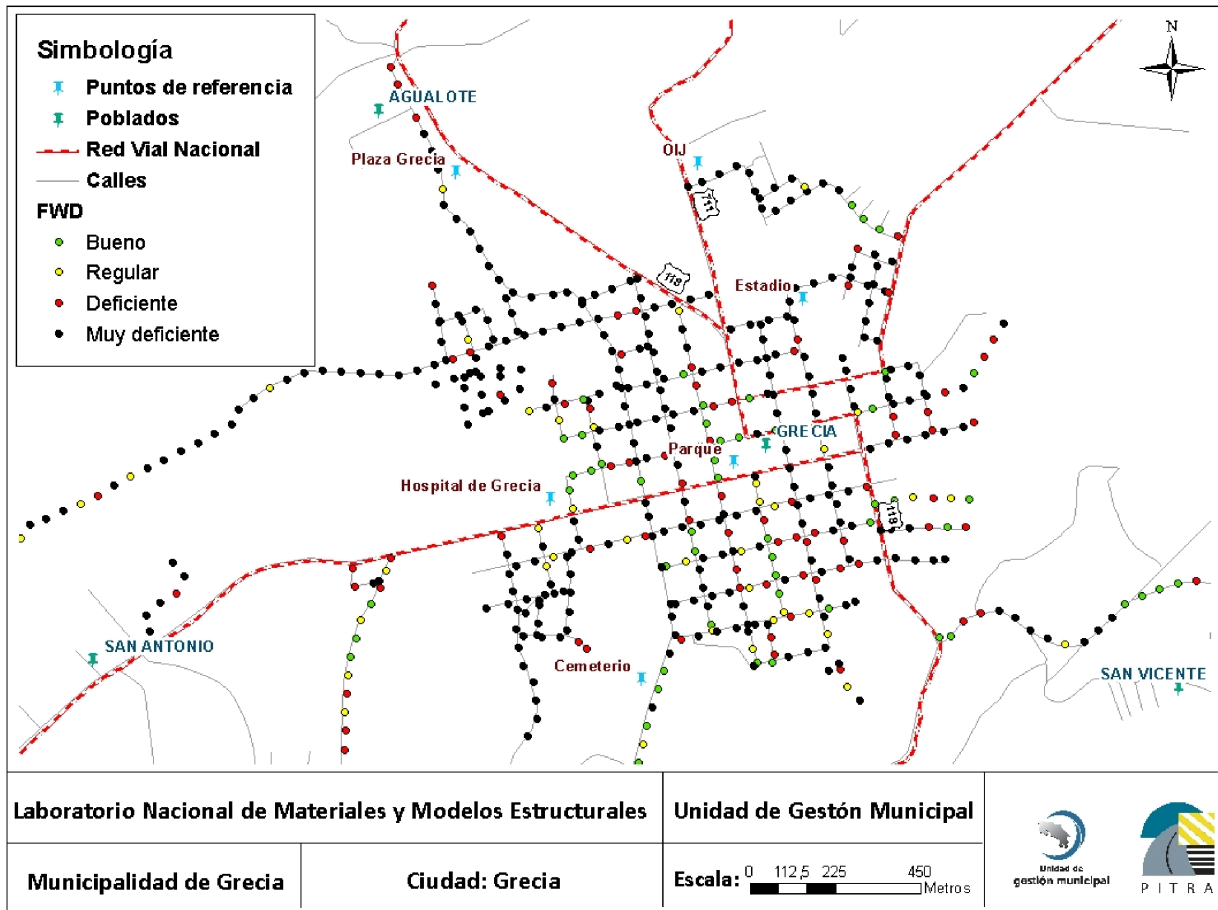 Simbología
Puntos de referencia
Poblados
Red Vial Nacional
Calles
FWD
Bueno
Regular
Deficiente
Muy deficiente
N
AGUALOTE
Plaza Grecia
OIJ
711
118
Estadio
GRECIA
Parque
Hospital de Grecia
118
SAN ANTONIO
Cemeterio
SAN VICENTE
Laboratorio Nacional de Materiales y Modelos Estructurales
Unidad de Gestón Municipal
Municipalidad de Grecia
Ciudad: Grecia
Escala: 0 112,5 225 450
Metros
Unidad de
gestión municipal
PITRA